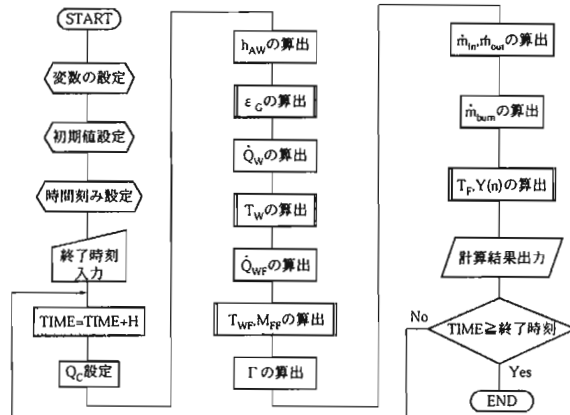 START
変数の設定
初期値設定
時間刻み設定
終了時刻
入力
TIME=TIME+H
Q_C設定
h_AWの算出
ε_Gの算出
Q̇_Wの算出
T_Wの算出
Q̇_WFの算出
T_WF,M_FFの算出
Γの算出
ṁ_in,ṁ_outの算出
ṁ_burnの算出
T_F,Y(n)の算出
計算結果出力
No
TIME≧終了時刻
Yes
END